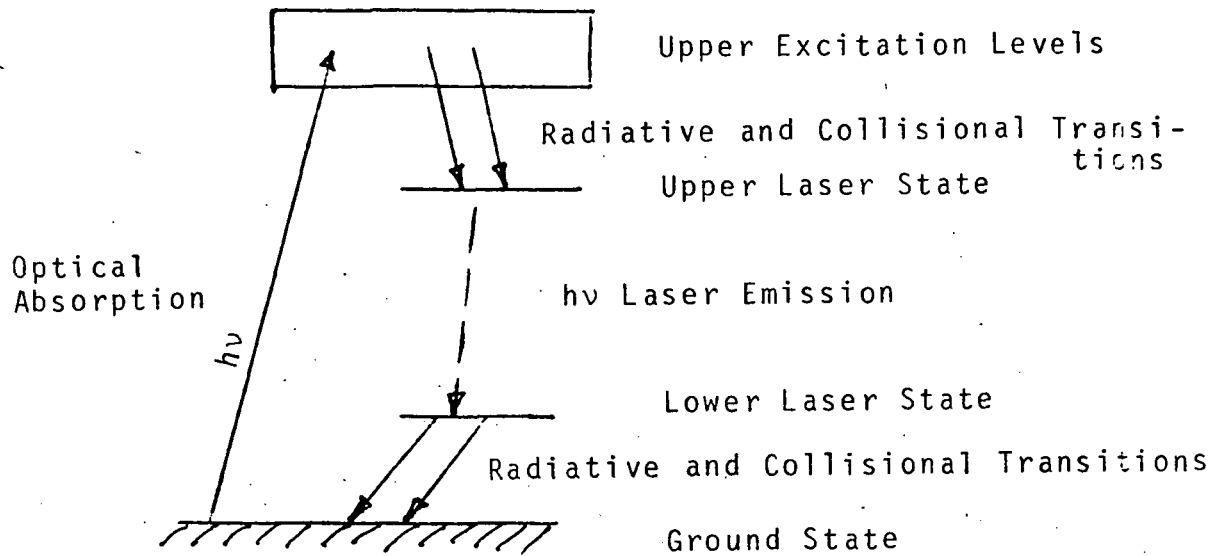 Upper Excitation Levels
Radiative and Collisional Transi-
tions
Upper Laser State
Optical
Absorption
hν Laser Emission
hν
Lower Laser State
Radiative and Collisional Transitions
Ground State